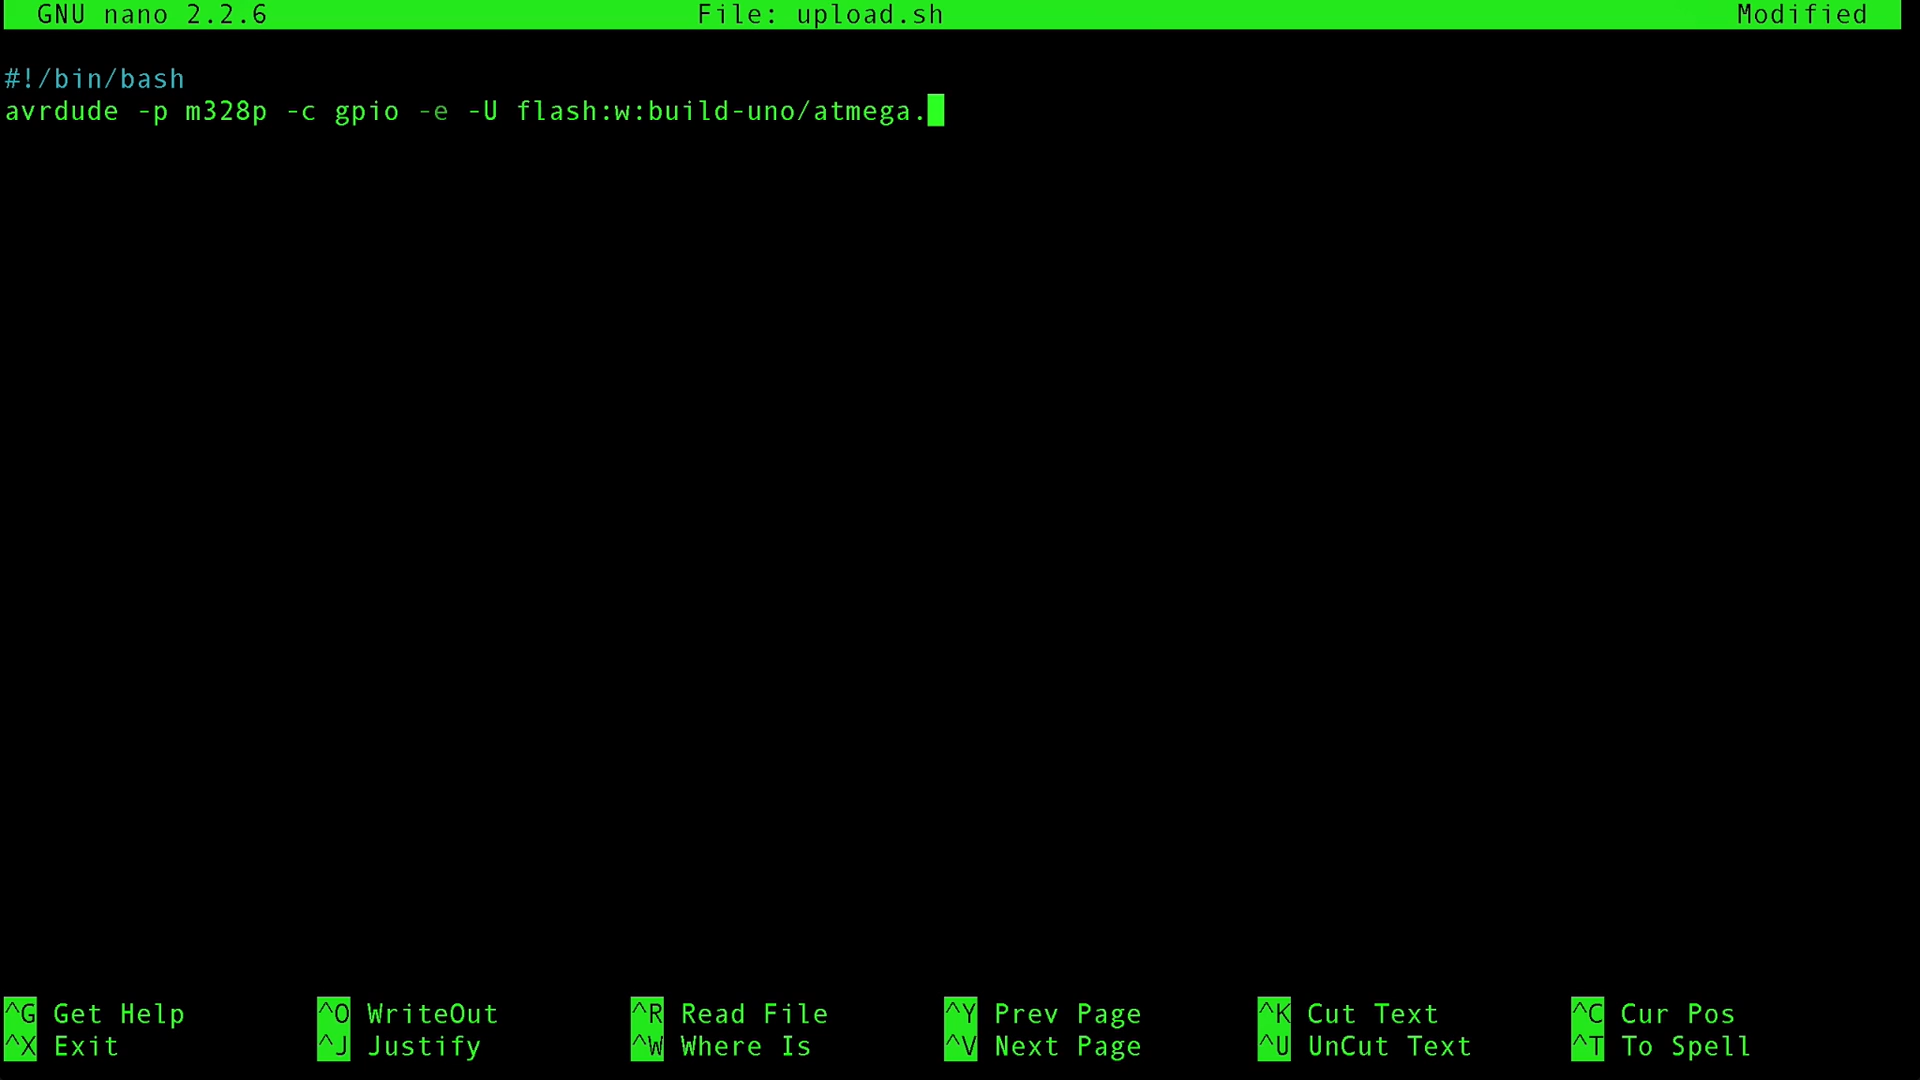 GNU nano 2.2.6 File: upload.sh Modified
#!/bin/bash
avrdude -p m328p -c gpio -e -U flash:w:build-uno/atmega.
^G Get Help ^O WriteOut ^R Read File ^Y Prev Page ^K Cut Text ^C Cur Pos
^X Exit ^J Justify ^W Where Is ^V Next Page ^U UnCut Text ^T To Spell